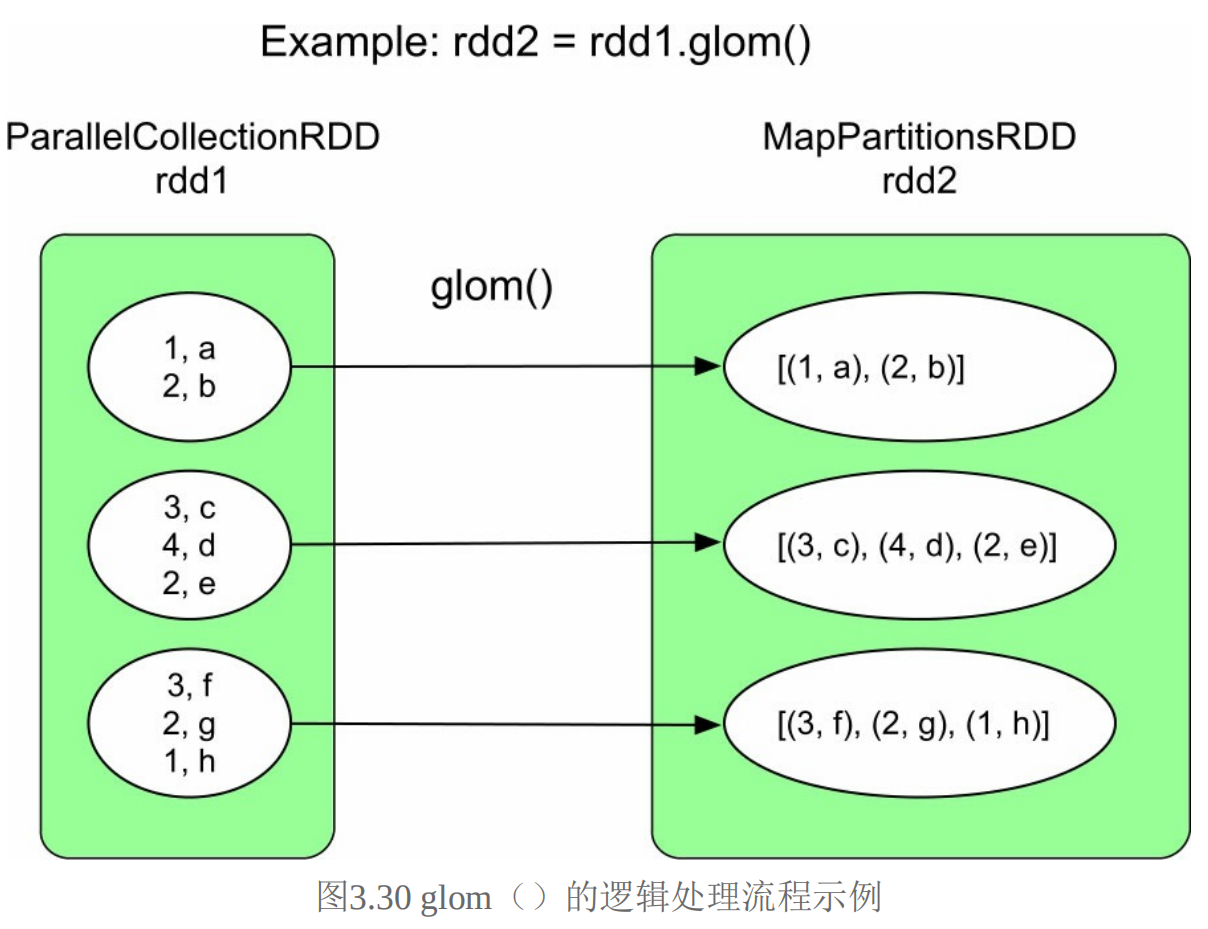 Example: rdd2 = rdd1.glom()
ParallelCollectionRDD
rdd1
MapPartitionsRDD
rdd2
glom()
1, a
2, b
[(1, a), (2, b)]
3, c
4, d
2, e
[(3, c), (4, d), (2, e)]
3, f
2, g
1, h
[(3, f), (2, g), (1, h)]
图3.30 glom（）的逻辑处理流程示例